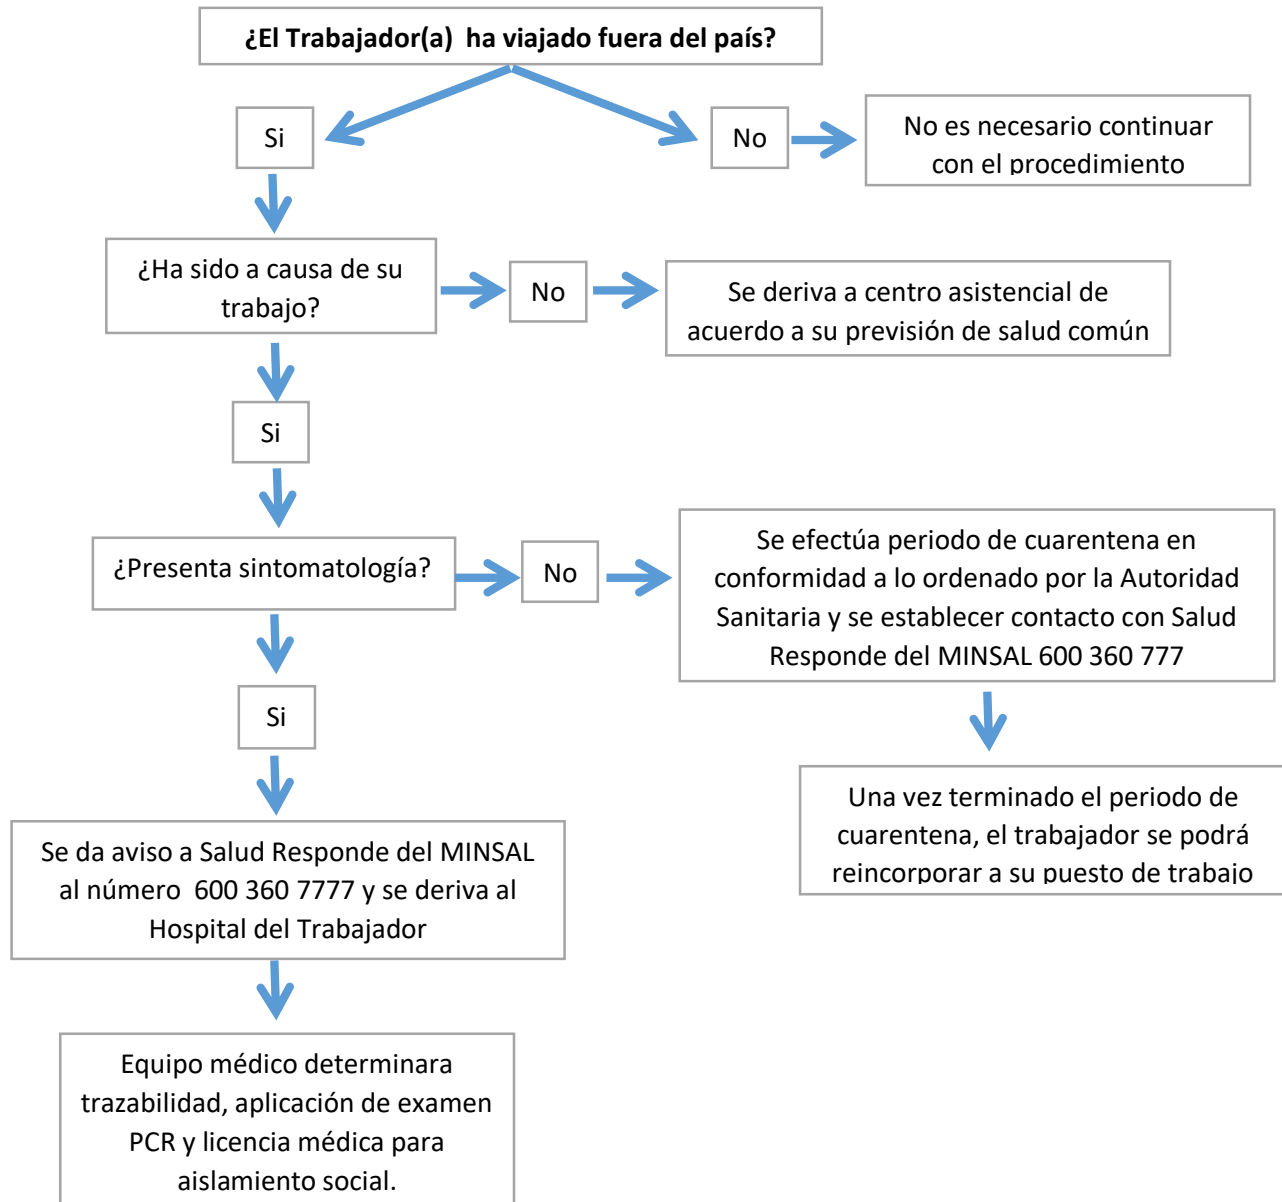 ¿El Trabajador(a) ha viajado fuera del país?
Si
No
No es necesario continuar
con el procedimiento
¿Ha sido a causa de su
trabajo?
No
Se deriva a centro asistencial de
acuerdo a su previsión de salud común
Si
¿Presenta sintomatología?
No
Se efectúa periodo de cuarentena en
conformidad a lo ordenado por la Autoridad
Sanitaria y se establecer contacto con Salud
Responde del MINSAL 600 360 777
Si
Una vez terminado el periodo de
cuarentena, el trabajador se podrá
reincorporar a su puesto de trabajo
Se da aviso a Salud Responde del MINSAL
al número 600 360 7777 y se deriva al
Hospital del Trabajador
Equipo médico determinara
trazabilidad, aplicación de examen
PCR y licencia médica para
aislamiento social.